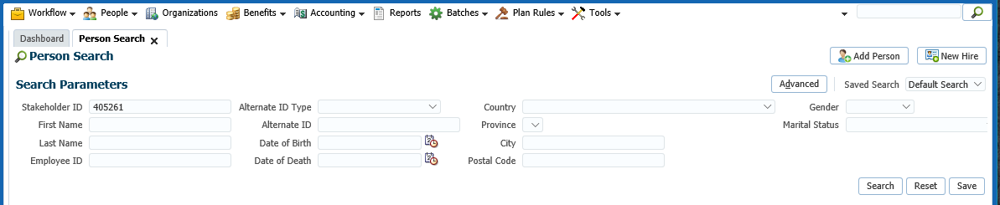 Workflow People Organizations Benefits Accounting Reports Batches Plan Rules Tools
Dashboard Person Search
Person Search Add Person New Hire
Search Parameters Advanced Saved Search Default Search
Stakeholder ID 405261 Alternate ID Type Country Gender
First Name Alternate ID Province Marital Status
Last Name Date of Birth City
Employee ID Date of Death Postal Code
Search Reset Save